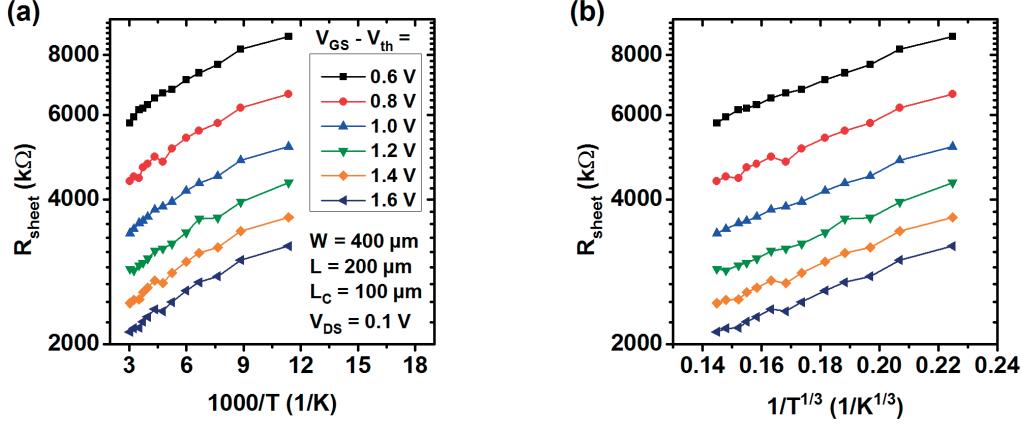 (a)
R_sheet (kΩ)
8000
6000
4000
2000
V_GS - V_th =
0.6 V
0.8 V
1.0 V
1.2 V
1.4 V
1.6 V
W = 400 µm
L = 200 µm
L_C = 100 µm
V_DS = 0.1 V
3 6 9 12 15 18
1000/T (1/K)
(b)
R_sheet (kΩ)
8000
6000
4000
2000
0.14 0.16 0.18 0.20 0.22 0.24
1/T^1/3 (1/K^1/3)